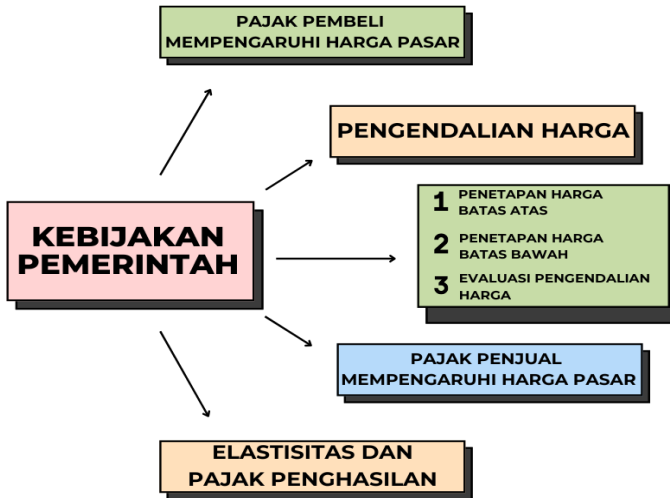 PAJAK PEMBELI
MEMPENGARUHI HARGA PASAR
PENGENDALIAN HARGA
KEBIJAKAN
PEMERINTAH
1 PENETAPAN HARGA
BATAS ATAS
2 PENETAPAN HARGA
BATAS BAWAH
3 EVALUASI PENGENDALIAN
HARGA
PAJAK PENJUAL
MEMPENGARUHI HARGA PASAR
ELASTISITAS DAN
PAJAK PENGHASILAN